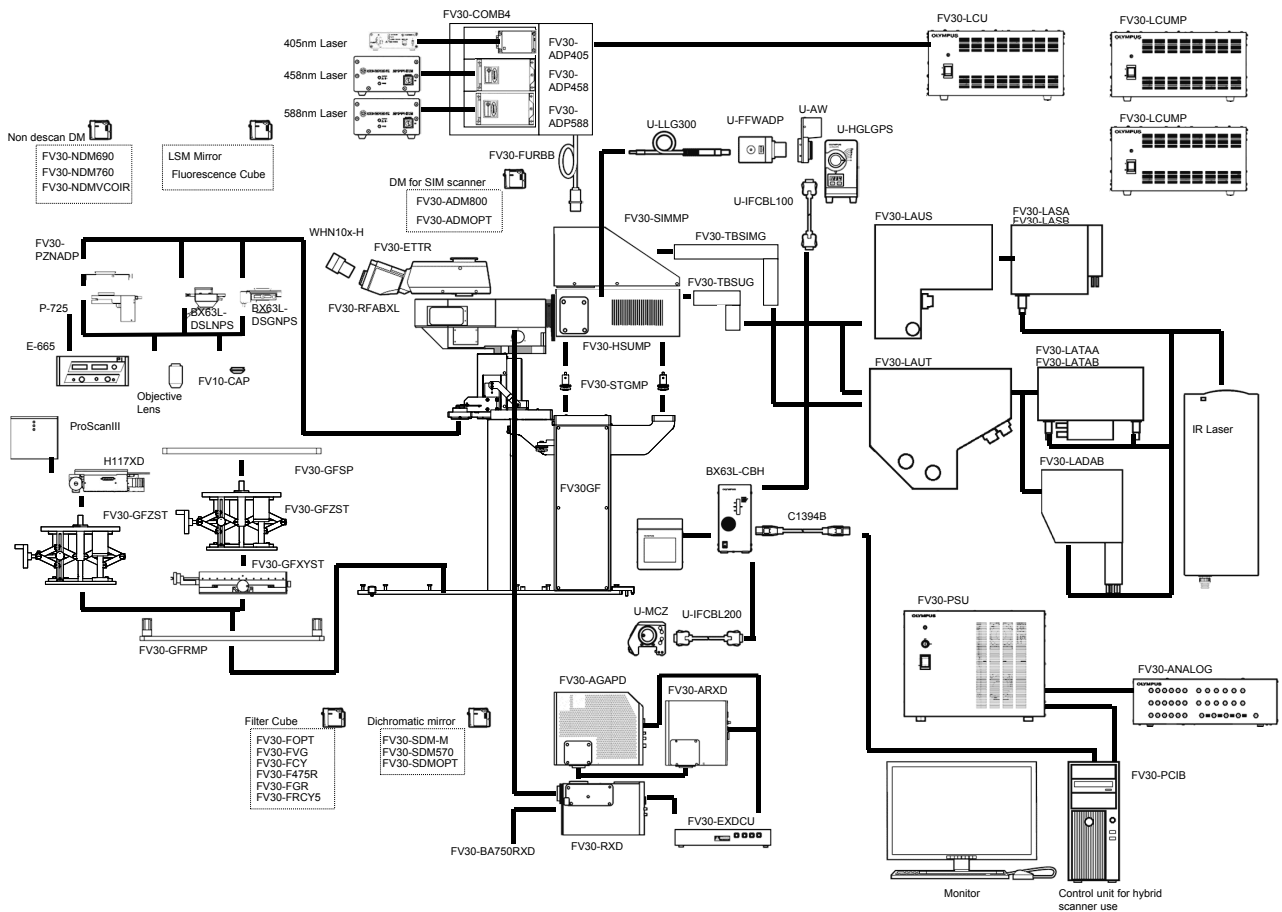 FV30-COMB4
405nm Laser
458nm Laser
588nm Laser
FV30-
ADP405
FV30-
ADP458
FV30-
ADP588
FV30-LCU
OLYMPUS
FV30-LCUMP
OLYMPUS
FV30-LCUMP
OLYMPUS
Non descan DM
FV30-NDM690
FV30-NDM760
FV30-NDMVCOIR
LSM Mirror
Fluorescence Cube
FV30-FURBB
DM for SIM scanner
FV30-ADM800
FV30-ADMOPT
U-LLG300
U-FFWADP
U-AW
U-HGLGPS
U-IFCBL100
WHN10x-H
FV30-ETTR
FV30-RFABXL
FV30-SIMMP
FV30-TBSIMG
FV30-TBSUG
FV30-HSUMP
FV30-STGMP
FV30-LAUS
FV30-LASA
FV30-LASB
FV30-LAUT
FV30-LATAA
FV30-LATAB
FV30-LADAB
IR Laser
FV30-
PZNADP
P-725
E-665
BX63L-
DSLNPS
BX63L-
DSGNPS
Objective
Lens
FV10-CAP
ProScanIII
H117XD
FV30-GFSP
FV30-GFZST
FV30-GFZST
FV30-GFXYST
FV30-GFRMP
FV30GF
BX63L-CBH
C1394B
U-MCZ
U-IFCBL200
FV30-PSU
OLYMPUS
FV30-ANALOG
OLYMPUS
FV30-AGAPD
FV30-ARXD
Filter Cube
FV30-FOPT
FV30-FVG
FV30-FCY
FV30-F475R
FV30-FGR
FV30-FRCY5
Dichromatic mirror
FV30-SDM-M
FV30-SDM570
FV30-SDMOPT
FV30-BA750RXD
FV30-RXD
FV30-EXDCU
FV30-PCIB
Monitor
Control unit for hybrid
scanner use